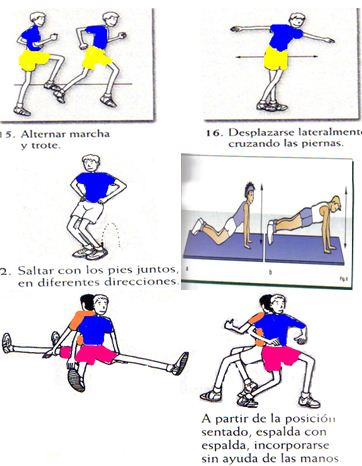 15. Alternar marcha
y trote.
16. Desplazarse lateralmente
cruzando las piernas.
2. Saltar con los pies juntos,
en diferentes direcciones.
A partir de la posición
sentado, espalda con
espalda, incorporarse
sin ayuda de las manos